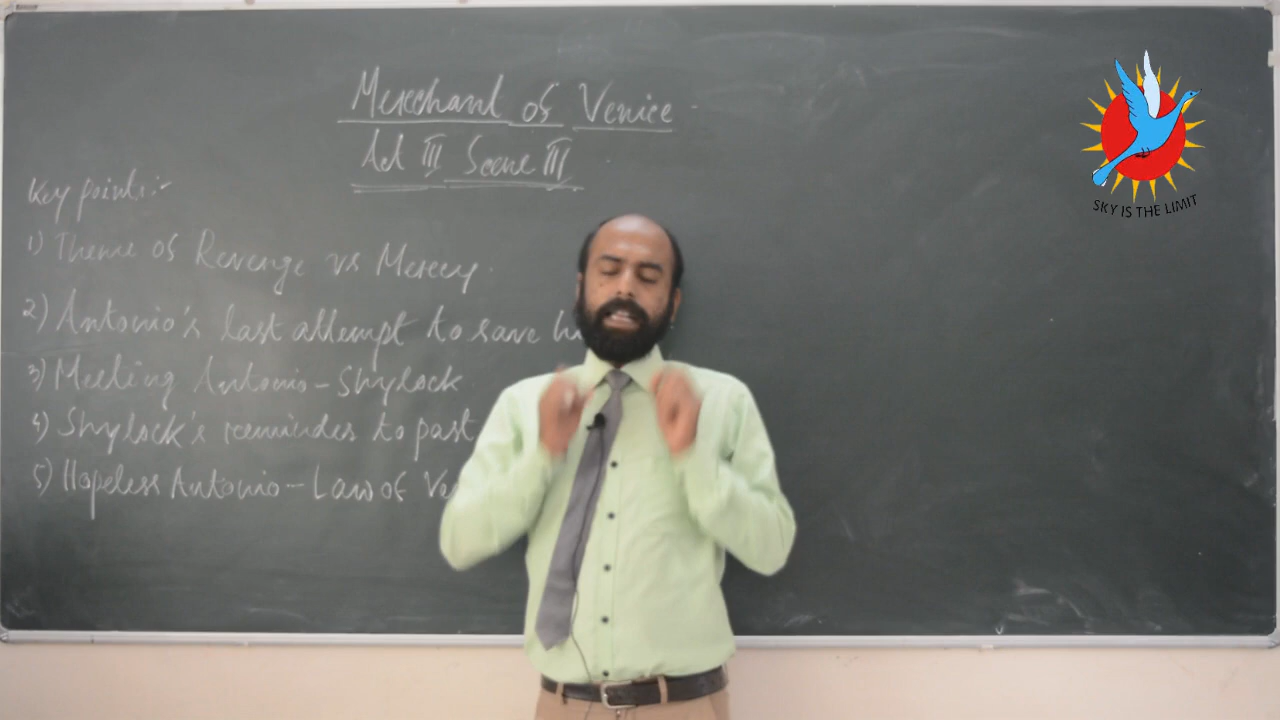 Merchant of Venice
Act III Scene III
Key points:-
1) Theme of Revenge vs Mercey.
2) Antonio's last attempt to save
3) Meeting Antonio-Shylock
4) Shylock's reminder to past
5) Hopeless Antonio-Law of
SKY IS THE LIMIT